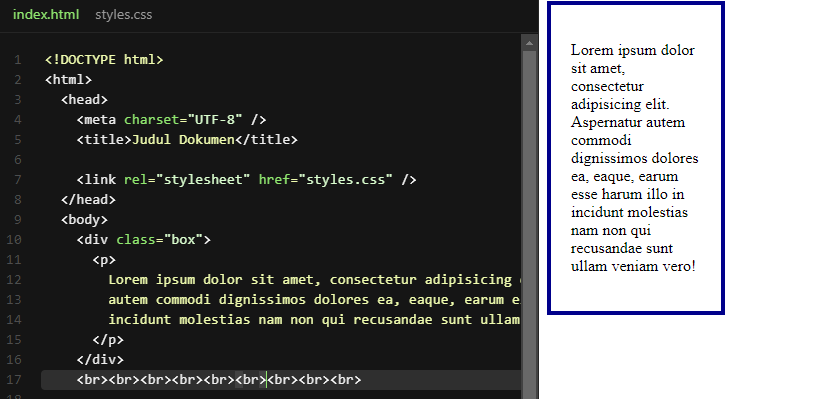 index.html styles.css
1 <!DOCTYPE html>
2 <html>
3 <head>
4 <meta charset="UTF-8" />
5 <title>Judul Dokumen</title>
6
7 <link rel="stylesheet" href="styles.css" />
8 </head>
9 <body>
10 <div class="box">
11 <p>
12 Lorem ipsum dolor sit amet, consectetur adipisicing
13 autem commodi dignissimos dolores ea, eaque, earum
14 incidunt molestias nam non qui recusandae sunt ullam
15 </p>
16 </div>
17 <br><br><br><br><br><br><br><br><br>
Lorem ipsum dolor
sit amet,
consectetur
adipisicing elit.
Aspernatur autem
commodi
dignissimos dolores
ea, eaque, earum
esse harum illo in
incidunt molestias
nam non qui
recusandae sunt
ullam veniam vero!